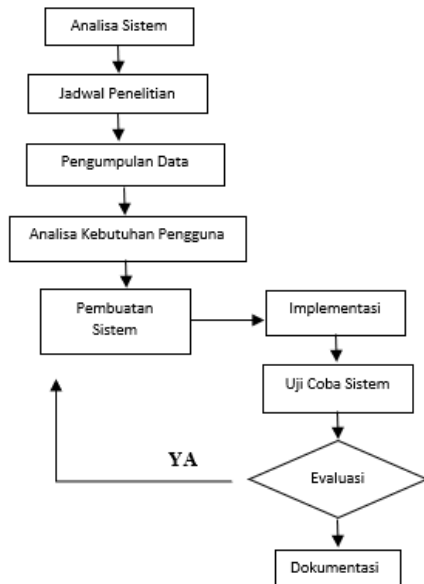 Analisa Sistem
Jadwal Penelitian
Pengumpulan Data
Analisa Kebutuhan Pengguna
Pembuatan
Sistem
Implementasi
Uji Coba Sistem
YA
Evaluasi
Dokumentasi